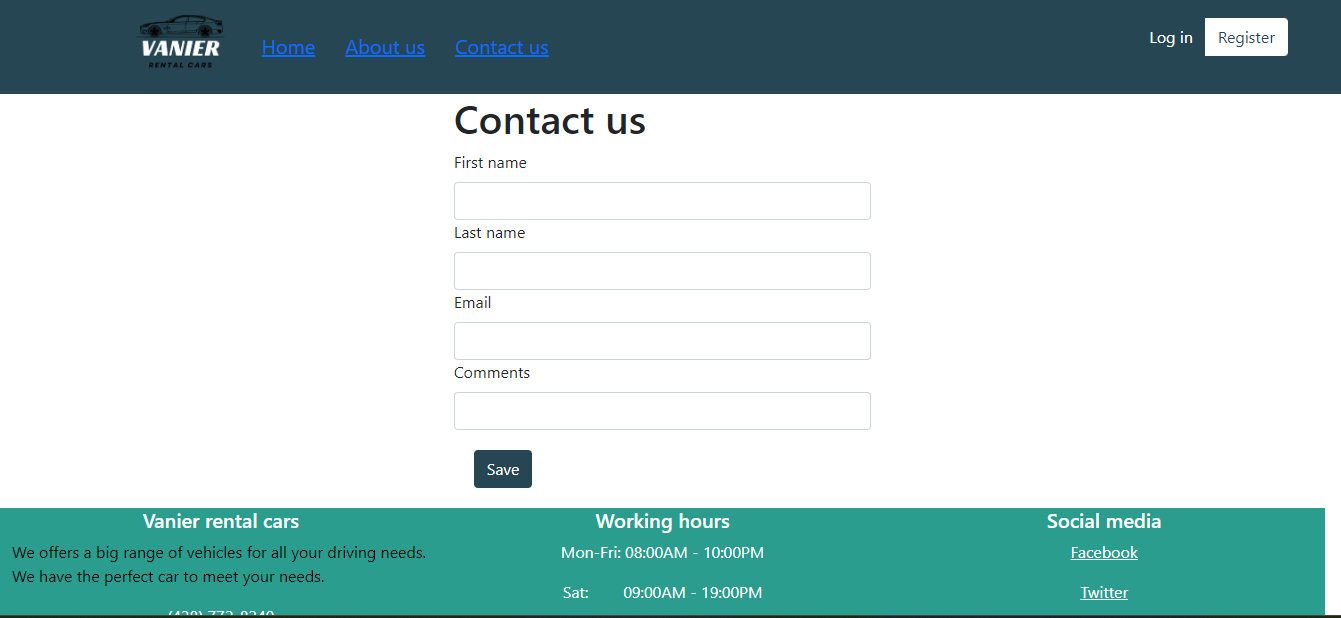 VANIER
RENTAL CARS
Home
About us
Contact us
Log in
Register
Contact us
First name
Last name
Email
Comments
Save
Vanier rental cars
We offers a big range of vehicles for all your driving needs.
We have the perfect car to meet your needs.
Working hours
Mon-Fri: 08:00AM - 10:00PM
Sat: 09:00AM - 19:00PM
Social media
Facebook
Twitter